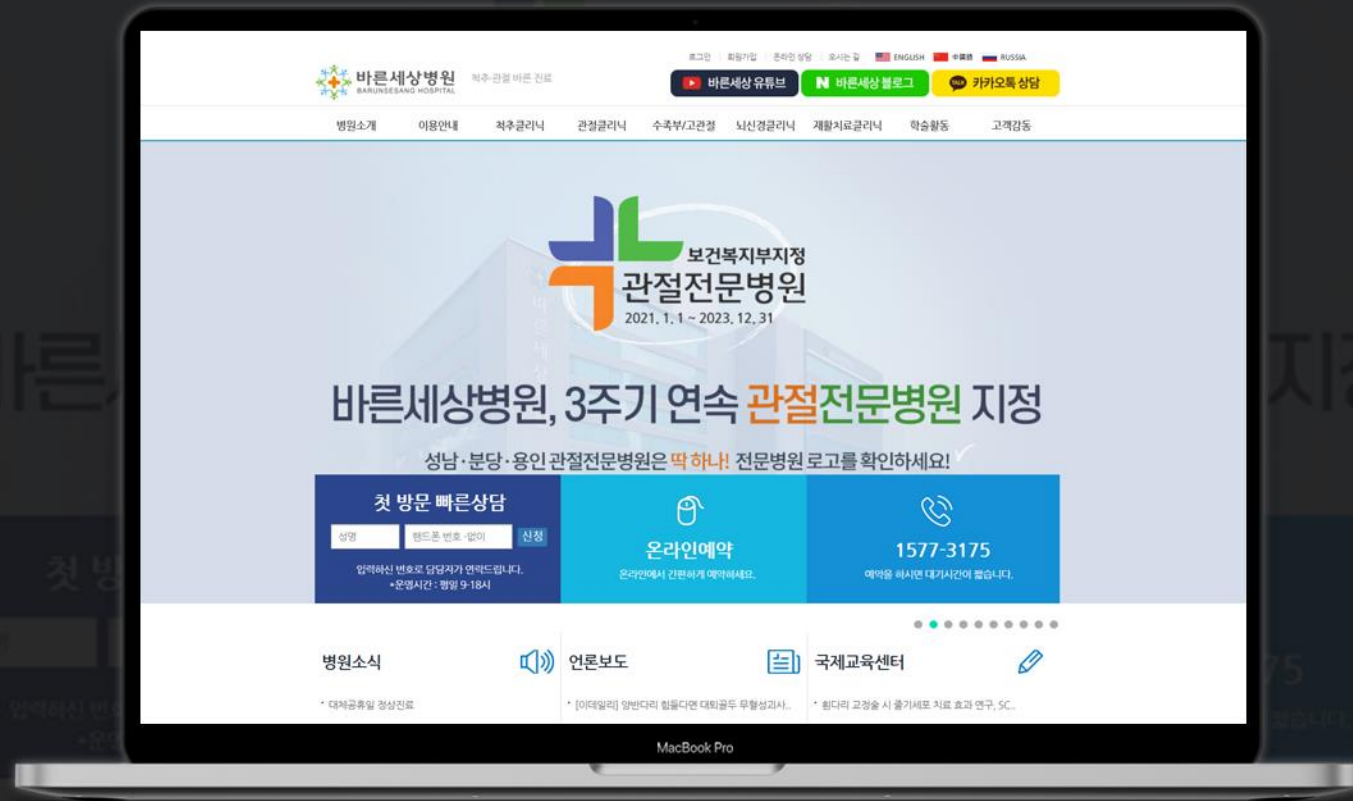 로그인 회원가입 온라인 상담 오시는 길 ENGLISH 中國語 RUSSIA
바른세상병원 척추·관절 바른 진료
BARUNSESANG HOSPITAL
바른세상 유튜브 N 바른세상 블로그 TALK 카카오톡 상담
병원소개 이용안내 척추클리닉 관절클리닉 수족부/고관절 뇌신경클리닉 재활치료클리닉 학술활동 고객감동
보건복지부지정
관절전문병원
2021. 1. 1 ~ 2023. 12. 31
바른세상병원, 3주기 연속 관절전문병원 지정
성남·분당·용인 관절전문병원은 딱 하나! 전문병원 로고를 확인하세요!
첫 방문 빠른상담
성명 핸드폰 번호 -없이 신청
입력하신 번호로 담당자가 연락드립니다.
*운영시간 : 평일 9-18시
온라인예약
온라인에서 간편하게 예약하세요.
1577-3175
예약을 하시면 대기시간이 짧습니다.
병원소식 언론보도 국제교육센터
· 대체공휴일 정상진료 · [이데일리] 양반다리 힘들다면 대퇴골두 무혈성괴사.. · 휜다리 교정술 시 줄기세포 치료 효과 연구, SC..
MacBook Pro